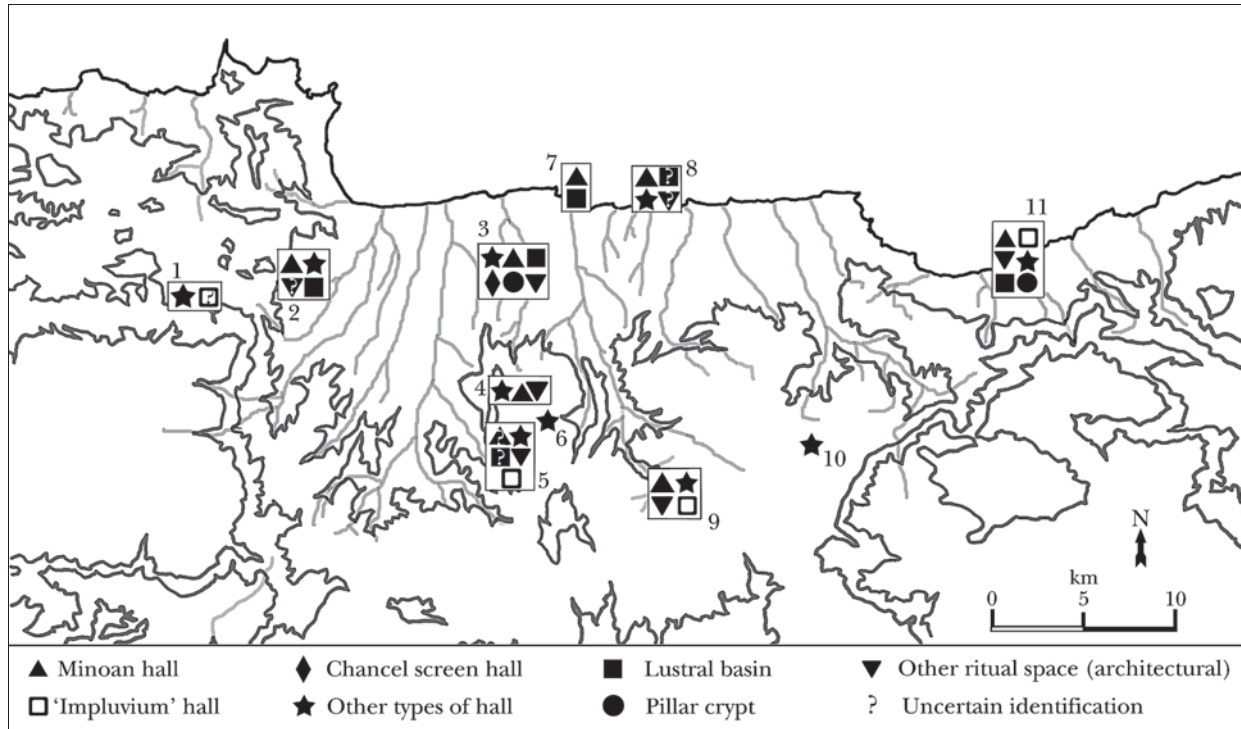 7
8
11
3
1
2
4
6
5
10
9
N
km
0 5 10
Minoan hall Chancel screen hall Lustral basin Other ritual space (architectural)
'Impluvium' hall Other types of hall Pillar crypt ? Uncertain identification